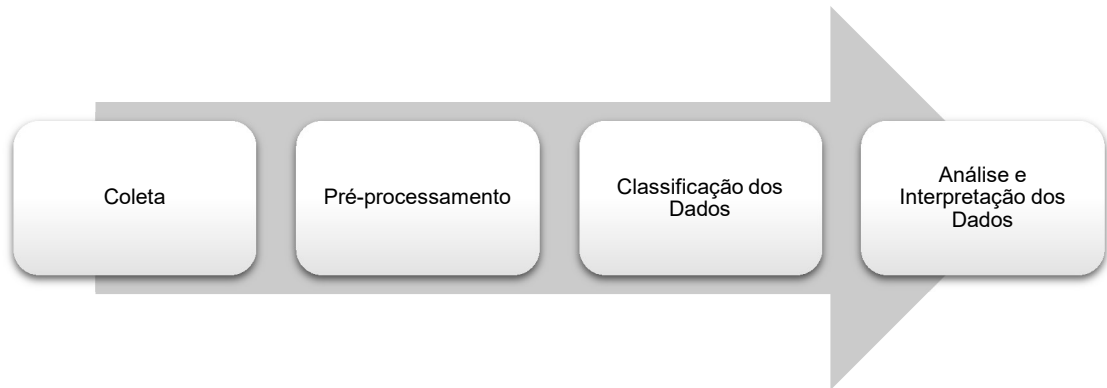 Coleta
Pré-processamento
Classificação dos
Dados
Análise e
Interpretação dos
Dados